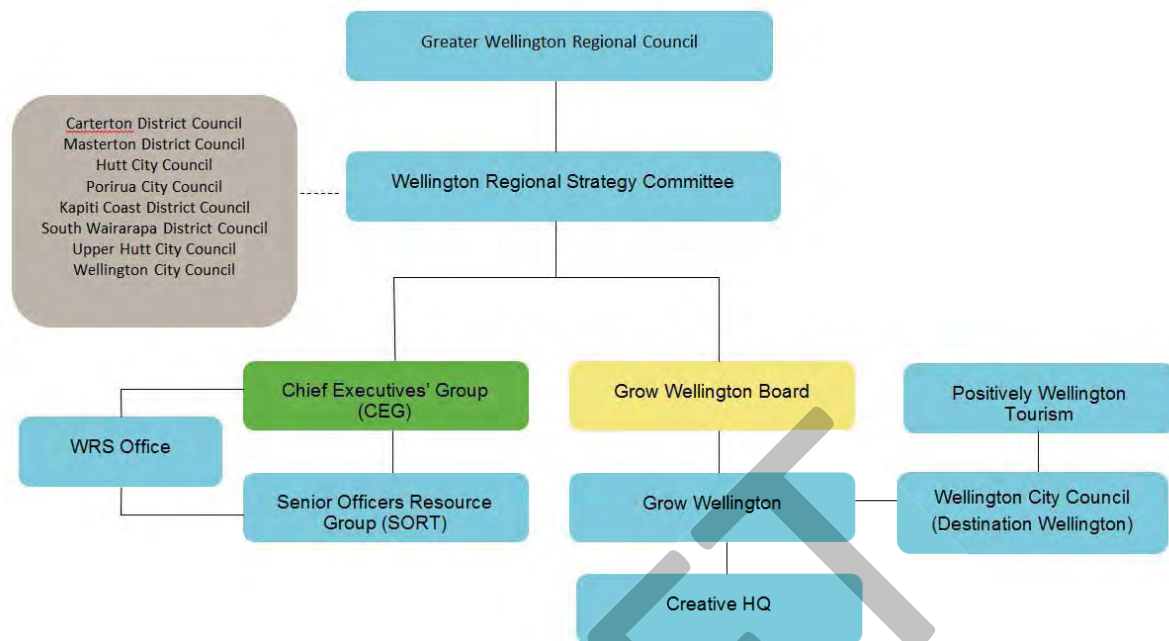 Greater Wellington Regional Council
Carterton District Council
Masterton District Council
Hutt City Council
Porirua City Council
Kapiti Coast District Council
South Wairarapa District Council
Upper Hutt City Council
Wellington City Council
Wellington Regional Strategy Committee
Chief Executives' Group
(CEG)
Grow Wellington Board
Positively Wellington
Tourism
WRS Office
Senior Officers Resource
Group (SORT)
Grow Wellington
Wellington City Council
(Destination Wellington)
Creative HQ